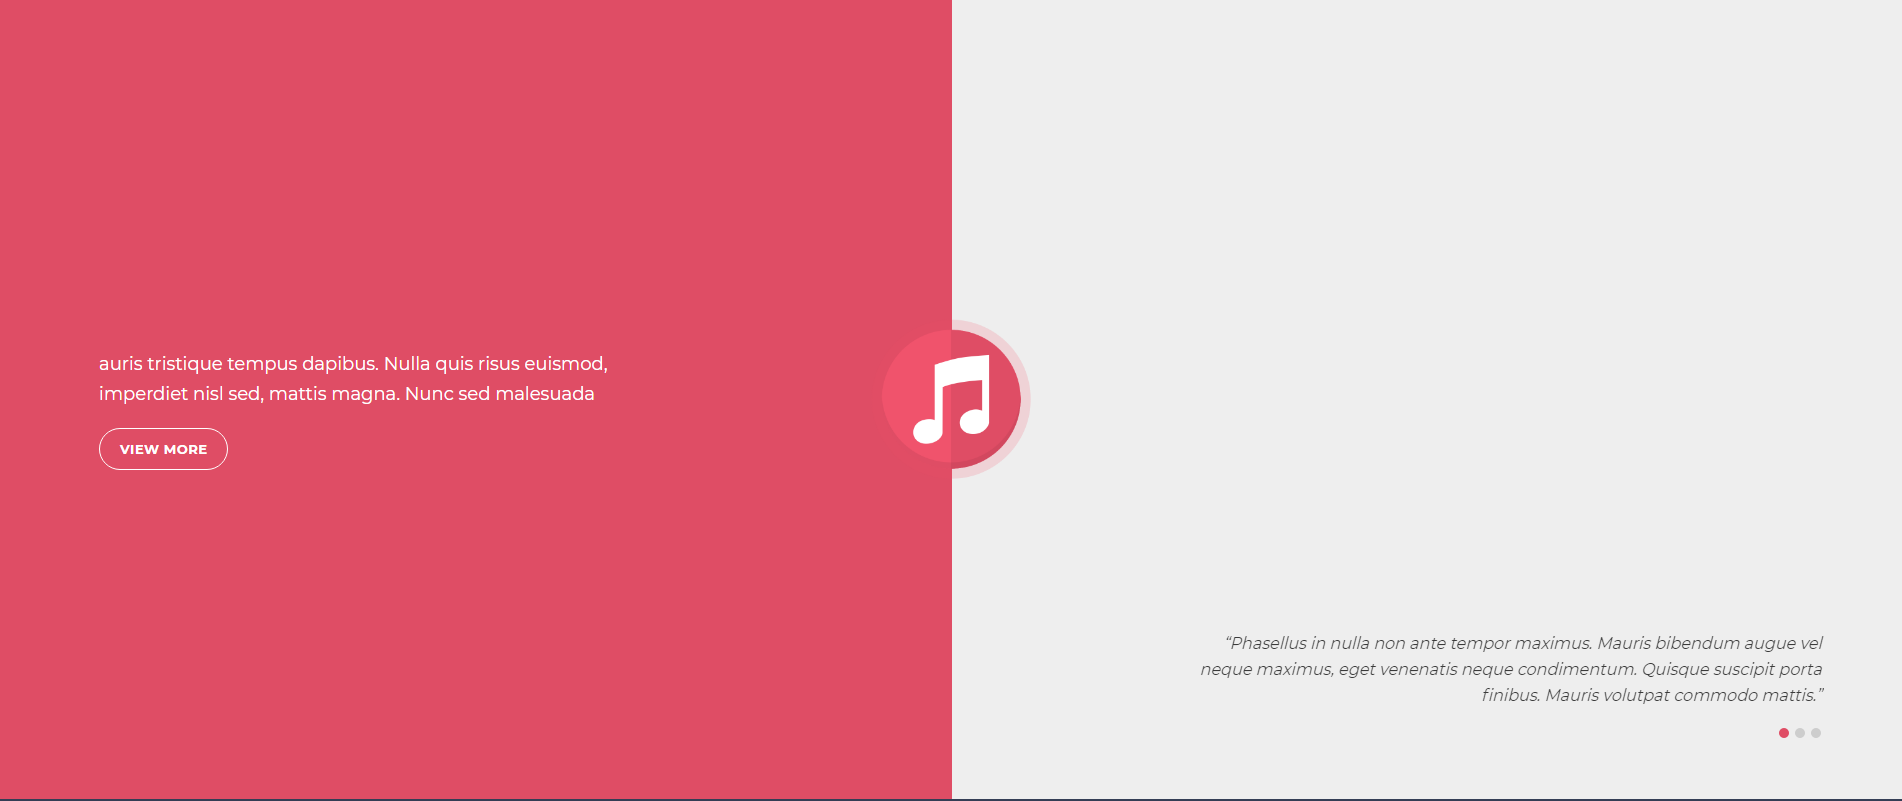 auris tristique tempus dapibus. Nulla quis risus euismod,
imperdiet nisl sed, mattis magna. Nunc sed malesuada
VIEW MORE
“Phasellus in nulla non ante tempor maximus. Mauris bibendum augue vel
neque maximus, eget venenatis neque condimentum. Quisque suscipit porta
finibus. Mauris volutpat commodo mattis.”